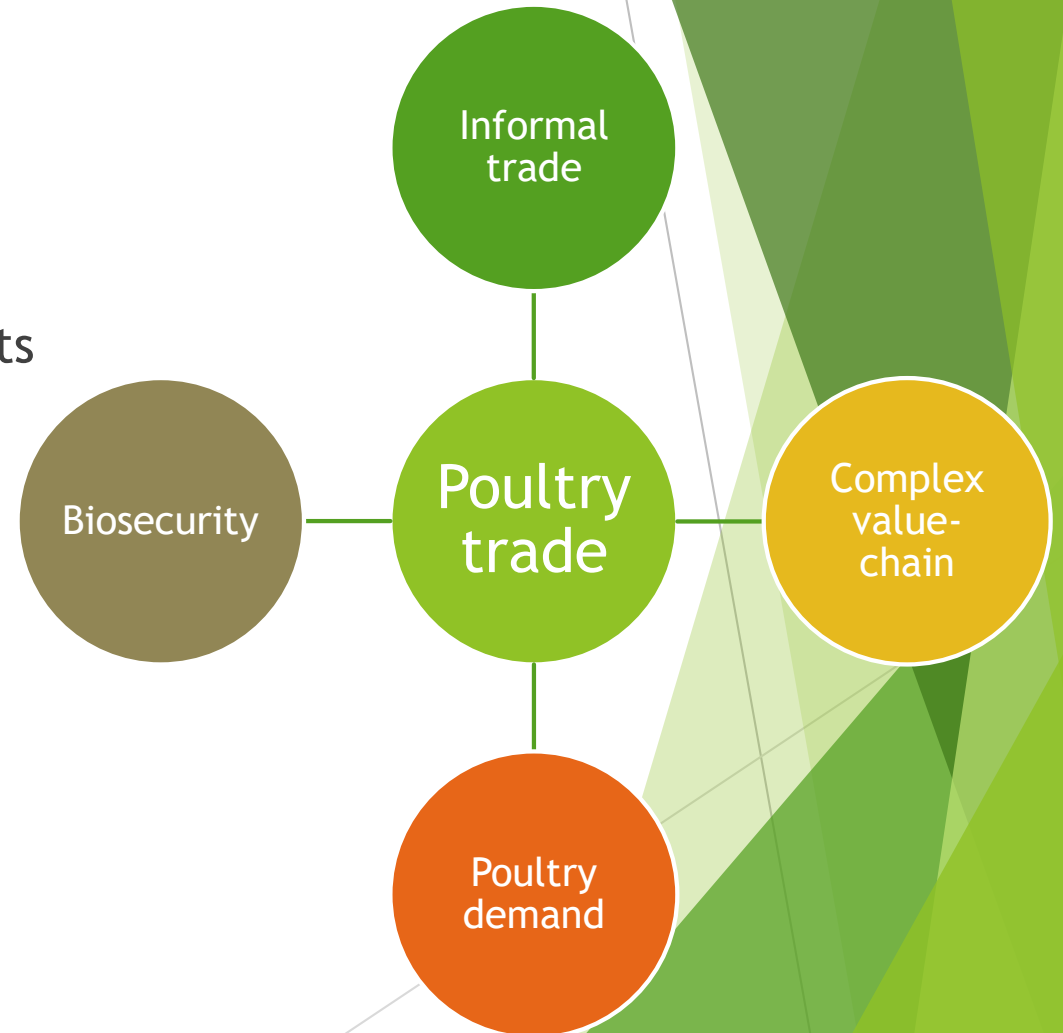 Informal
trade
ts
Biosecurity
Poultry
trade
Complex
value-
chain
Poultry
demand